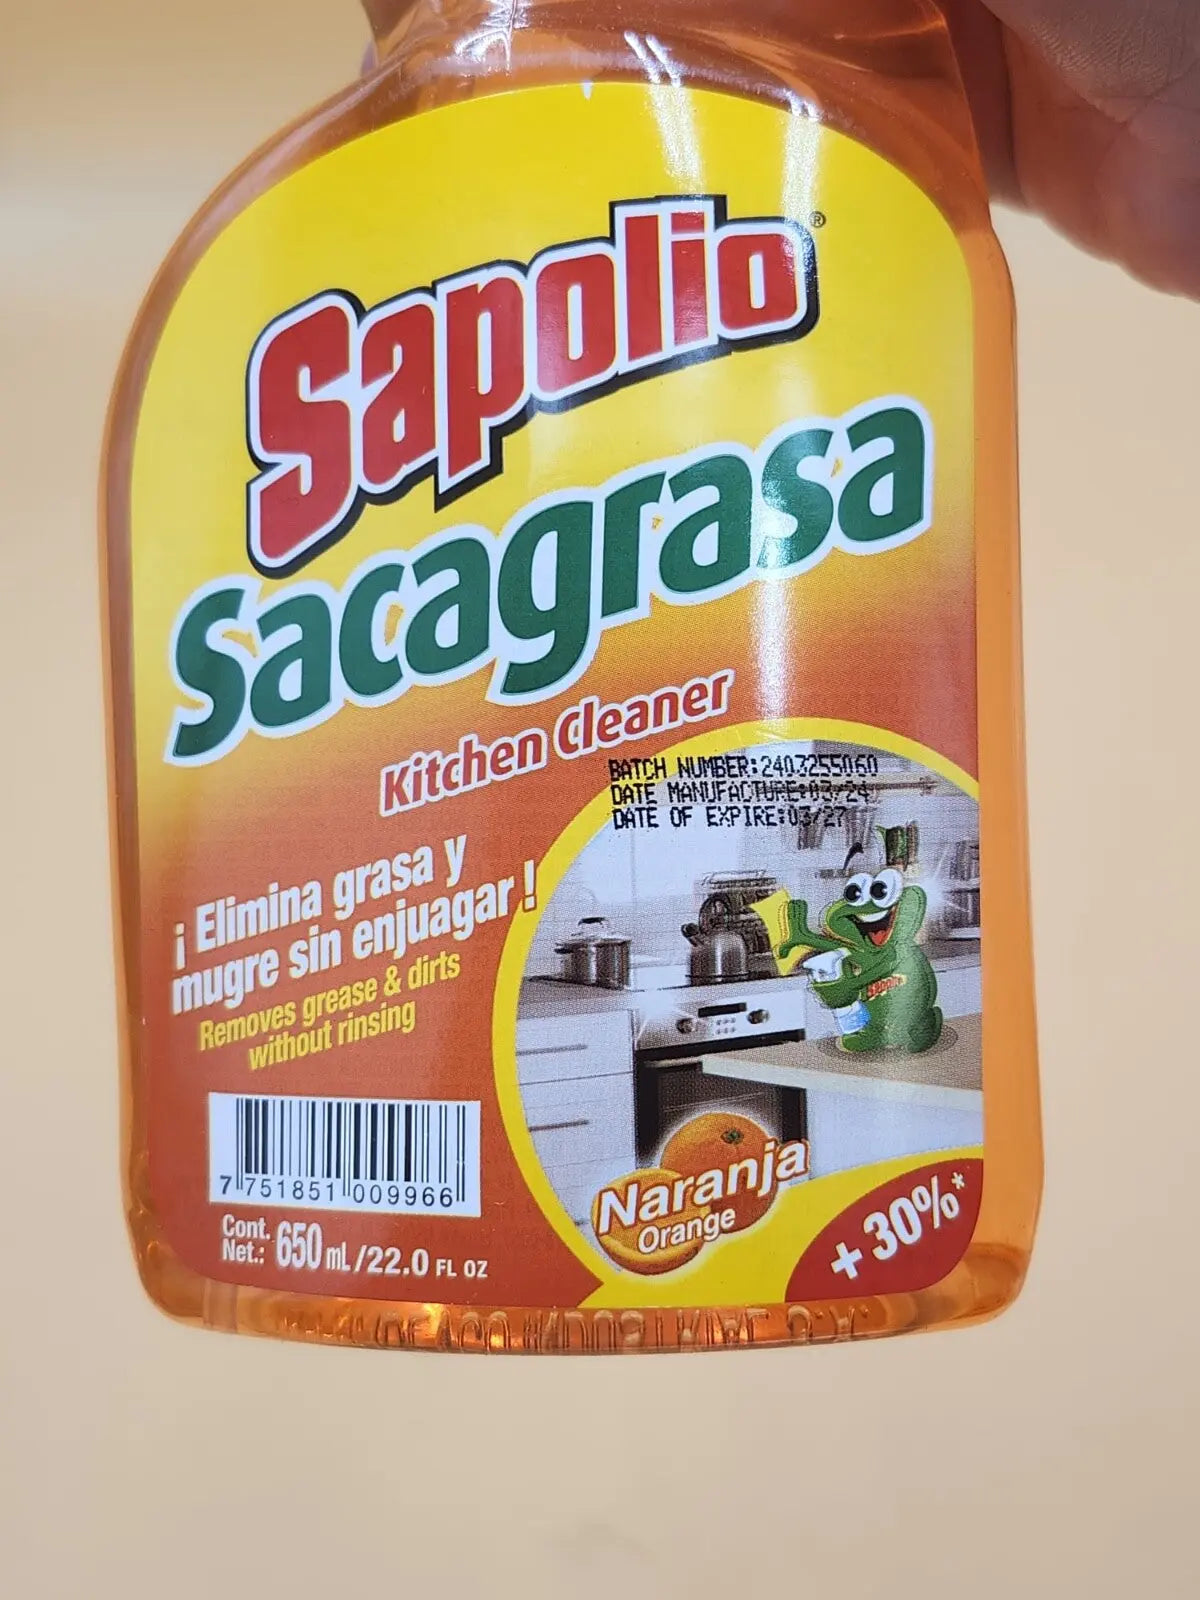 Sapolio®
Sacagrasa
Kitchen Cleaner
BATCH NUMBER:2403255060
DATE MANUFACTURE:03/24
DATE OF EXPIRE:03/27
¡Elimina grasa y
mugre sin enjuagar!
Removes grease & dirts
without rinsing
Sapolio
7 751851 009966
Cont.
Net.: 650 mL/22.0 FL OZ
Naranja
Orange
+ 30%*